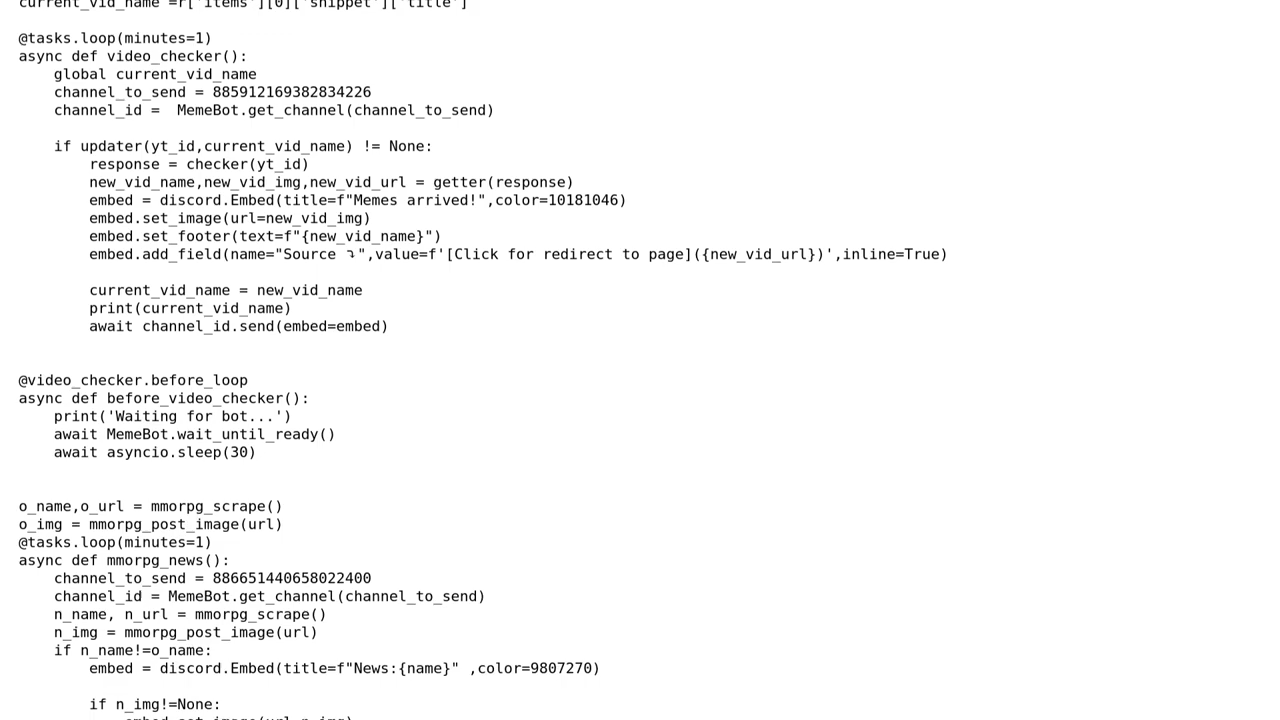 current_vid_name =r['items'][0]['snippet']['title']
@tasks.loop(minutes=1)
async def video_checker():
    global current_vid_name
    channel_to_send = 885912169382834226
    channel_id =  MemeBot.get_channel(channel_to_send)
    if updater(yt_id,current_vid_name) != None:
        response = checker(yt_id)
        new_vid_name,new_vid_img,new_vid_url = getter(response)
        embed = discord.Embed(title=f"Memes arrived!",color=10181046)
        embed.set_image(url=new_vid_img)
        embed.set_footer(text=f"{new_vid_name}")
        embed.add_field(name="Source ⤵",value=f'[Click for redirect to page]({new_vid_url})',inline=True)
        current_vid_name = new_vid_name
        print(current_vid_name)
        await channel_id.send(embed=embed)
@video_checker.before_loop
async def before_video_checker():
    print('Waiting for bot...')
    await MemeBot.wait_until_ready()
    await asyncio.sleep(30)
o_name,o_url = mmorpg_scrape()
o_img = mmorpg_post_image(url)
@tasks.loop(minutes=1)
async def mmorpg_news():
    channel_to_send = 886651440658022400
    channel_id = MemeBot.get_channel(channel_to_send)
    n_name, n_url = mmorpg_scrape()
    n_img = mmorpg_post_image(url)
    if n_name!=o_name:
        embed = discord.Embed(title=f"News:{name}" ,color=9807270)
        if n_img!=None: